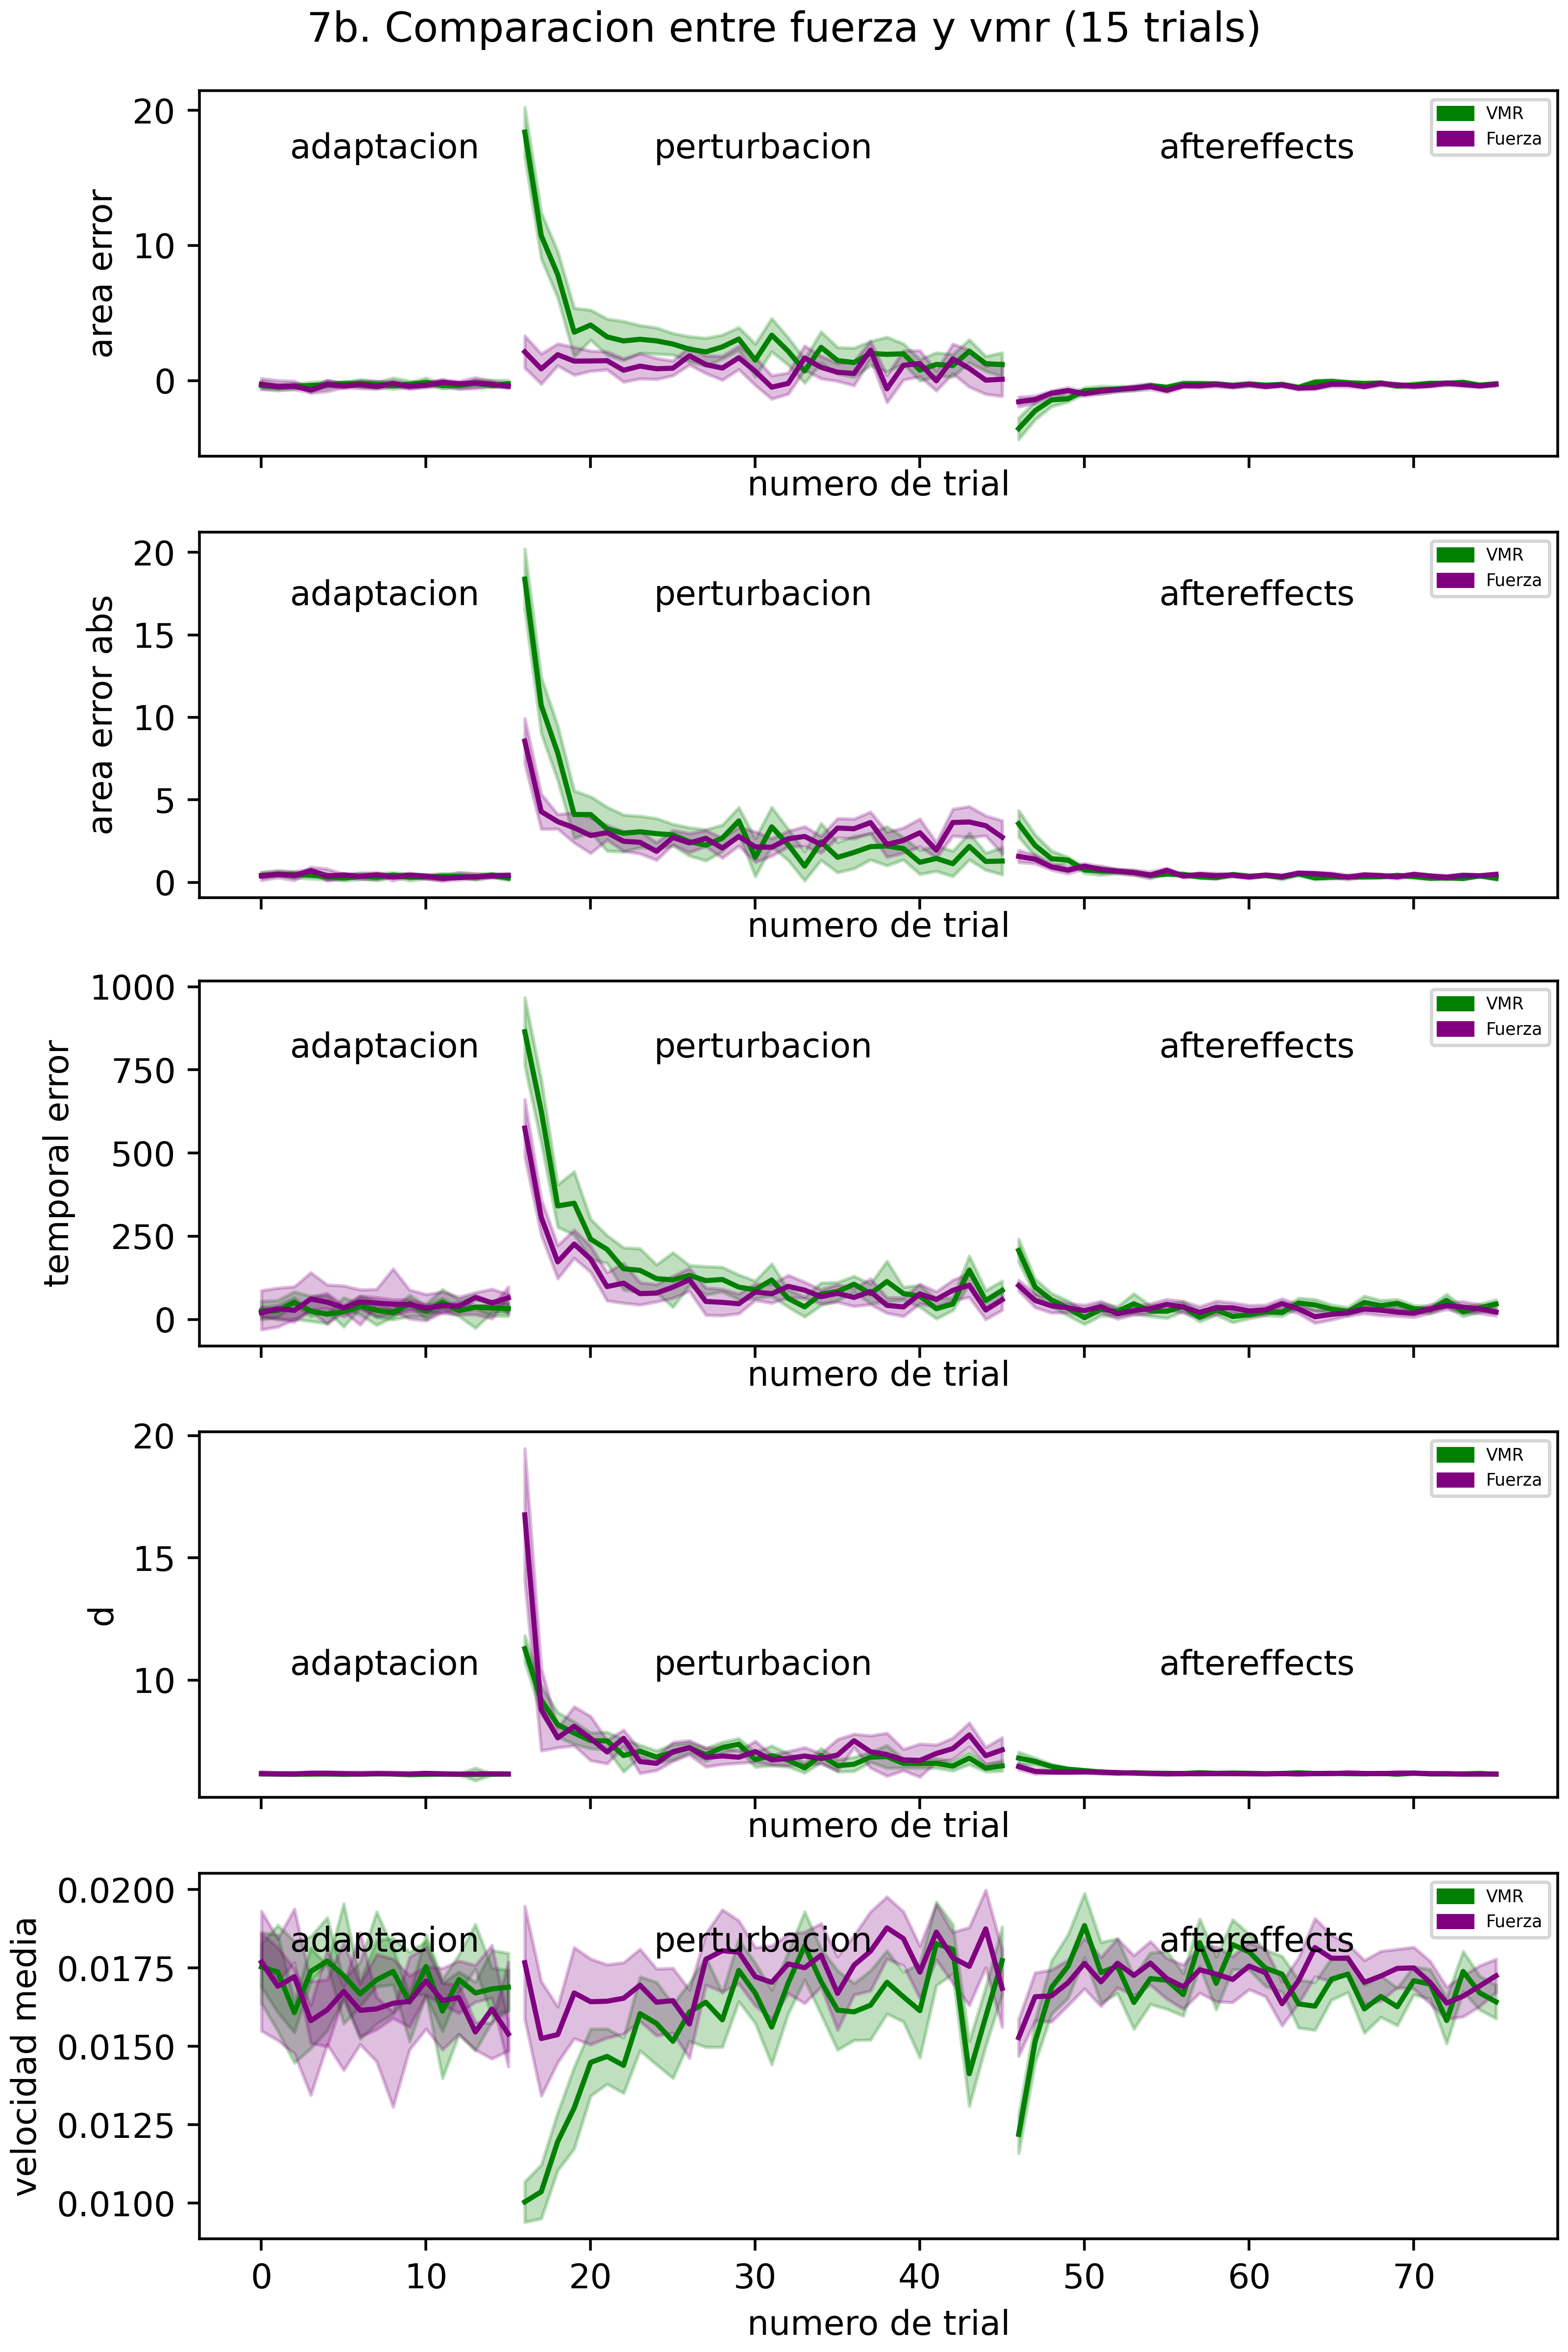 7b. Comparacion entre fuerza y vmr (15 trials)
20
10
0
area error
adaptacion
perturbacion
aftereffects
VMR
Fuerza
numero de trial
20
15
10
5
0
area error abs
adaptacion
perturbacion
aftereffects
VMR
Fuerza
numero de trial
1000
750
500
250
0
temporal error
adaptacion
perturbacion
aftereffects
VMR
Fuerza
numero de trial
20
15
10
d
adaptacion
perturbacion
aftereffects
VMR
Fuerza
numero de trial
0.0200
0.0175
0.0150
0.0125
0.0100
velocidad media
adaptacion
perturbacion
aftereffects
VMR
Fuerza
0 10 20 30 40 50 60 70
numero de trial